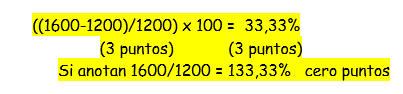 ((1600-1200)/1200) x 100 = 33,33%
(3 puntos) (3 puntos)
Si anotan 1600/1200 = 133,33% cero puntos